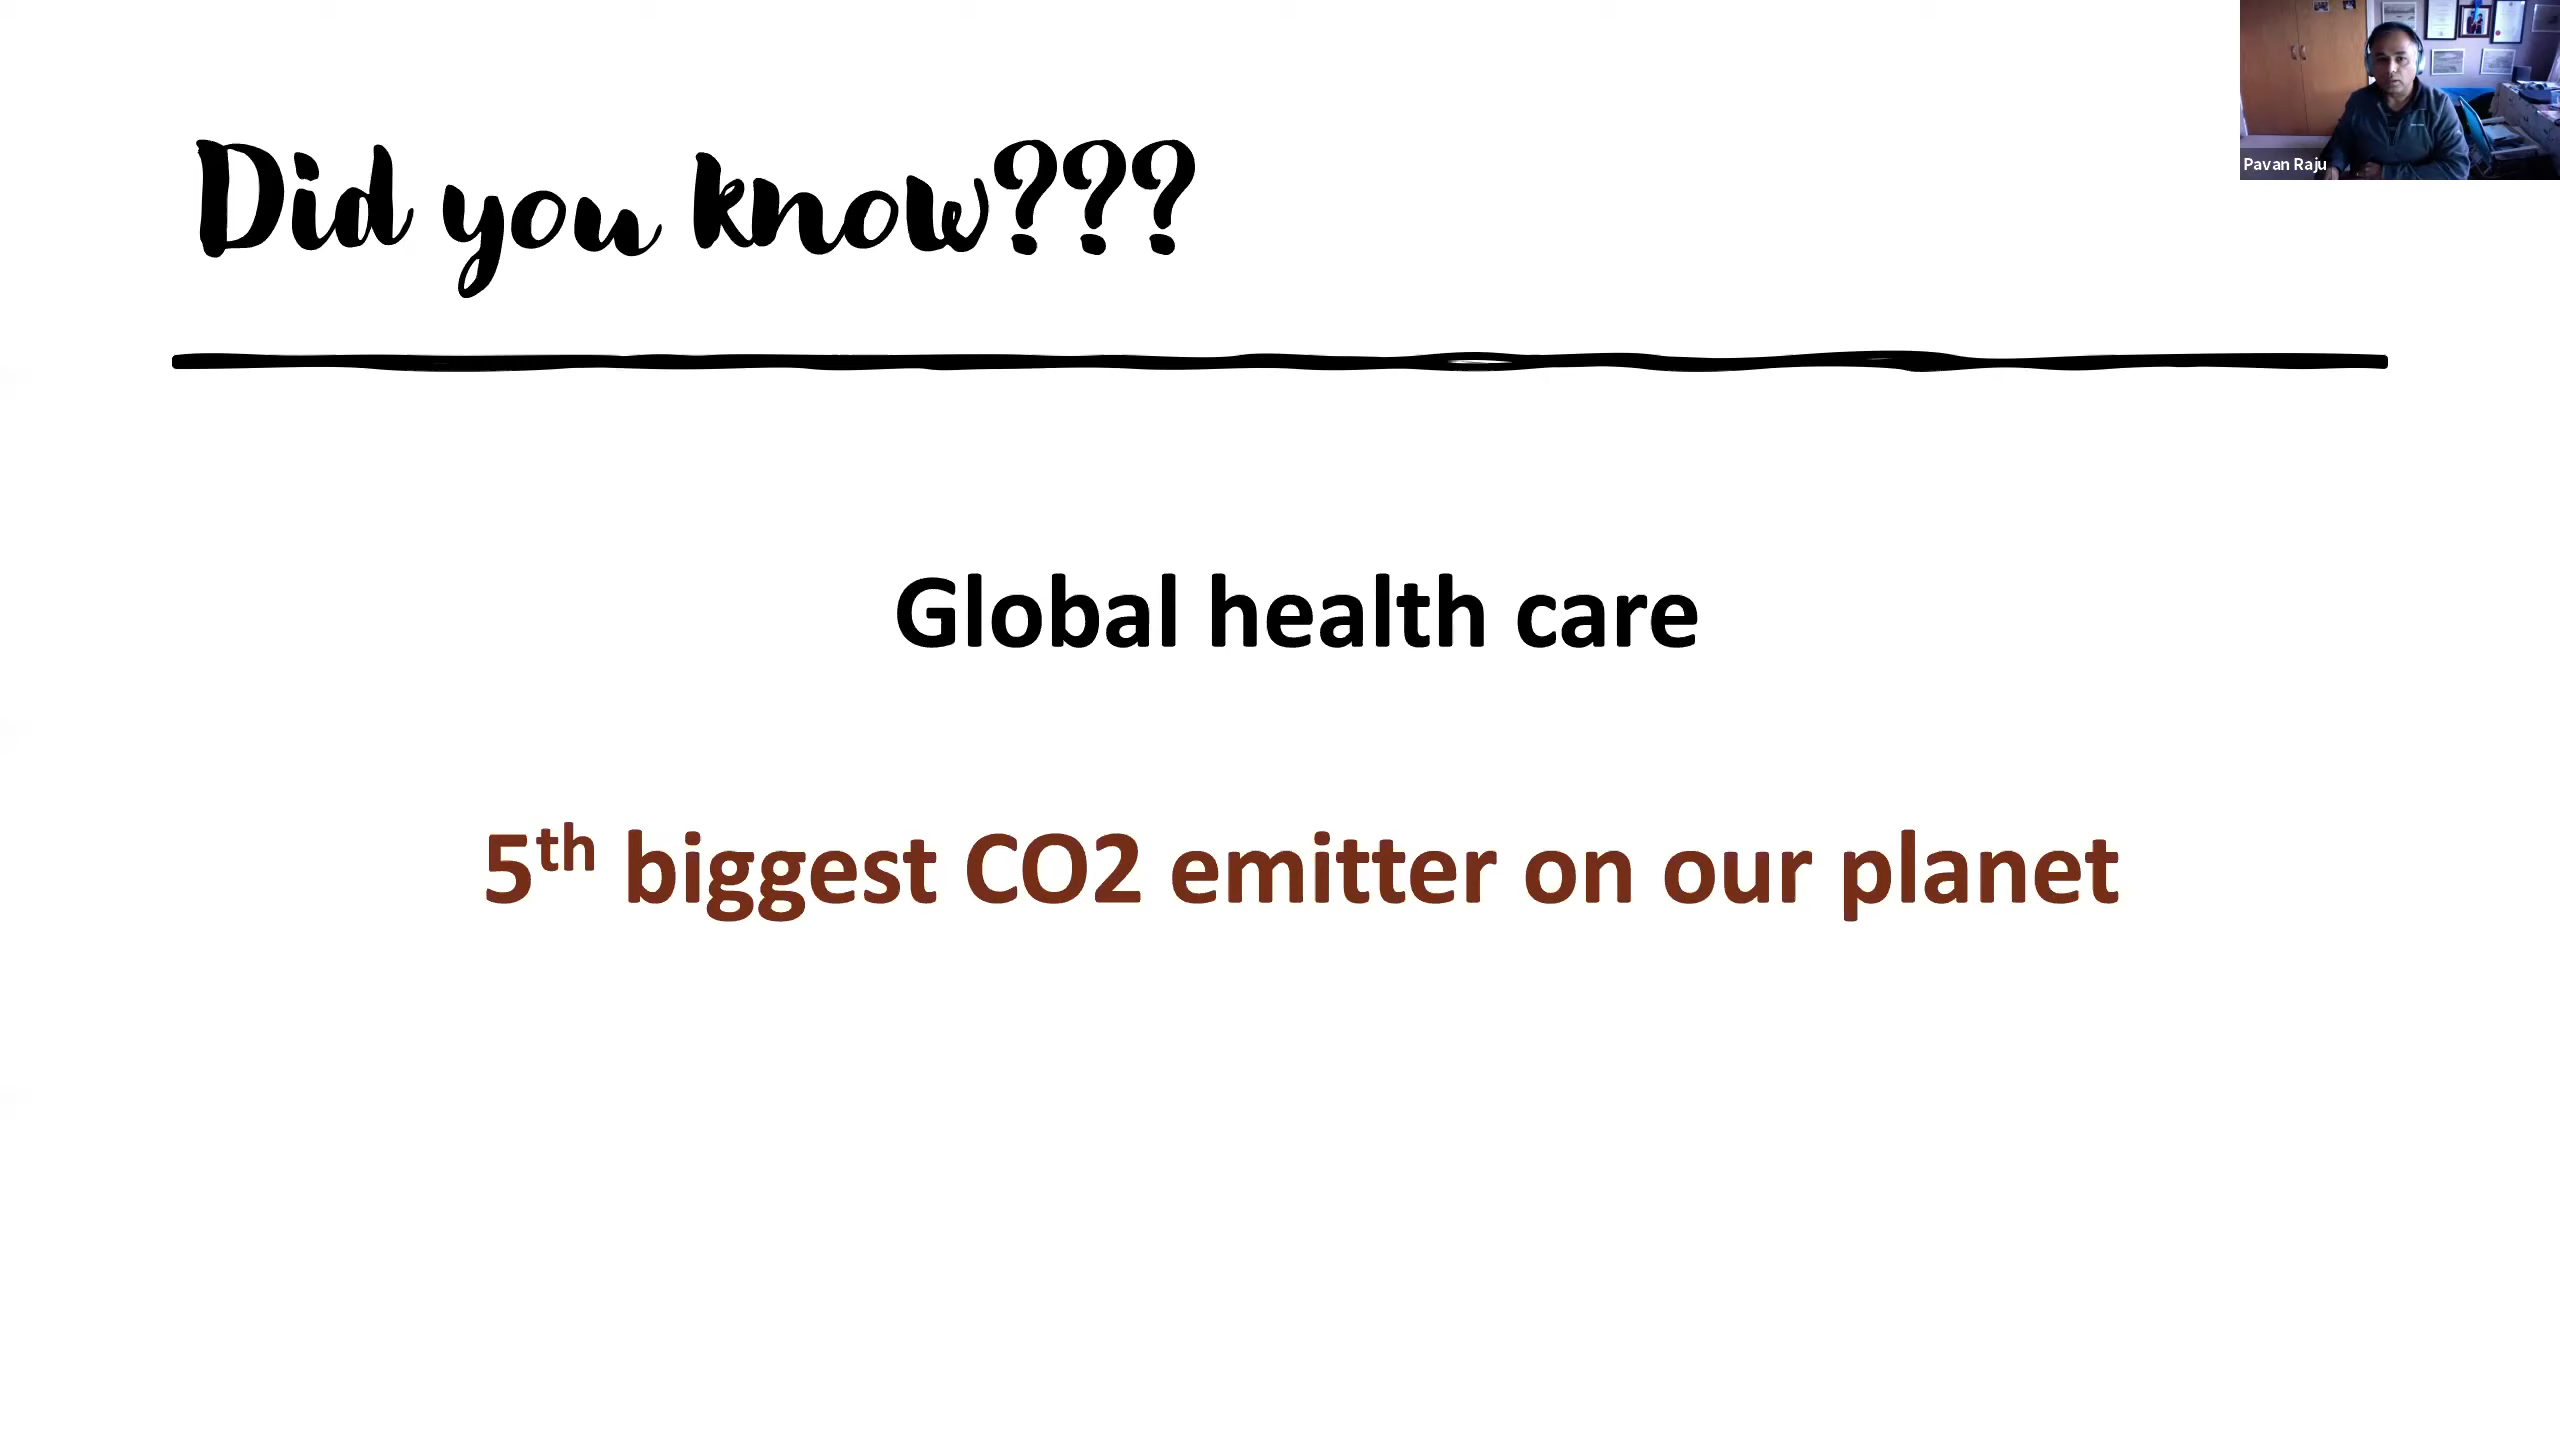 Did you know???
Pavan Raju
Global health care
5th biggest CO2 emitter on our planet